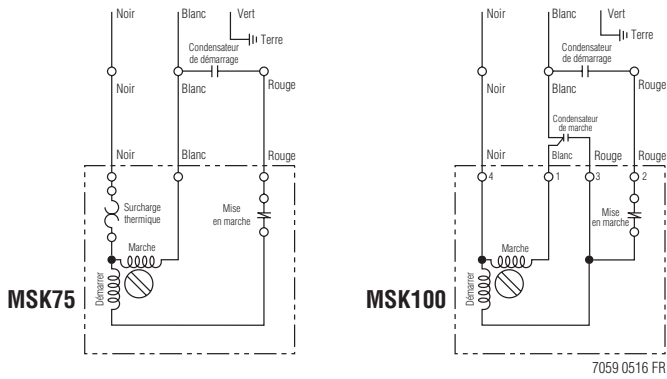 Noir
Blanc
Vert
Terre
Condensateur
de démarrage
Noir
Blanc
Rouge
Noir
Blanc
Rouge
Surcharge
thermique
Mise
en marche
Marche
Démarrer
MSK75
Noir
Blanc
Vert
Terre
Condensateur
de démarrage
Noir
Blanc
Rouge
Condensateur
de marche
Noir
Blanc
Rouge
Rouge
4
1
3
2
Mise
en marche
Marche
Démarrer
MSK100
7059 0516 FR